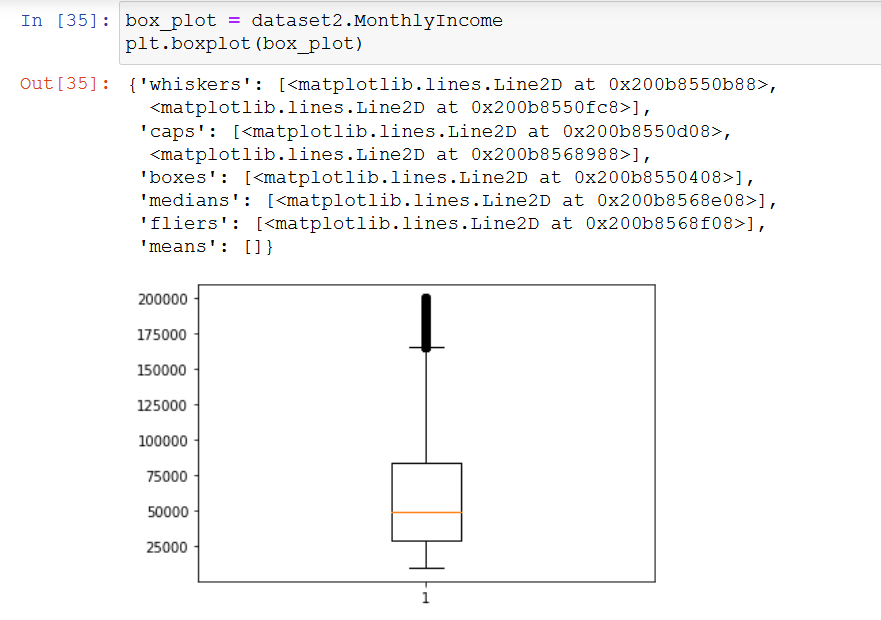 In [35]: box_plot = dataset2.MonthlyIncome
plt.boxplot(box_plot)
Out[35]: {'whiskers': [<matplotlib.lines.Line2D at 0x200b8550b88>,
<matplotlib.lines.Line2D at 0x200b8550fc8>],
'caps': [<matplotlib.lines.Line2D at 0x200b8550d08>,
<matplotlib.lines.Line2D at 0x200b8568988>],
'boxes': [<matplotlib.lines.Line2D at 0x200b8550408>],
'medians': [<matplotlib.lines.Line2D at 0x200b8568e08>],
'fliers': [<matplotlib.lines.Line2D at 0x200b8568f08>],
'means': []}
200000
175000
150000
125000
100000
75000
50000
25000
1